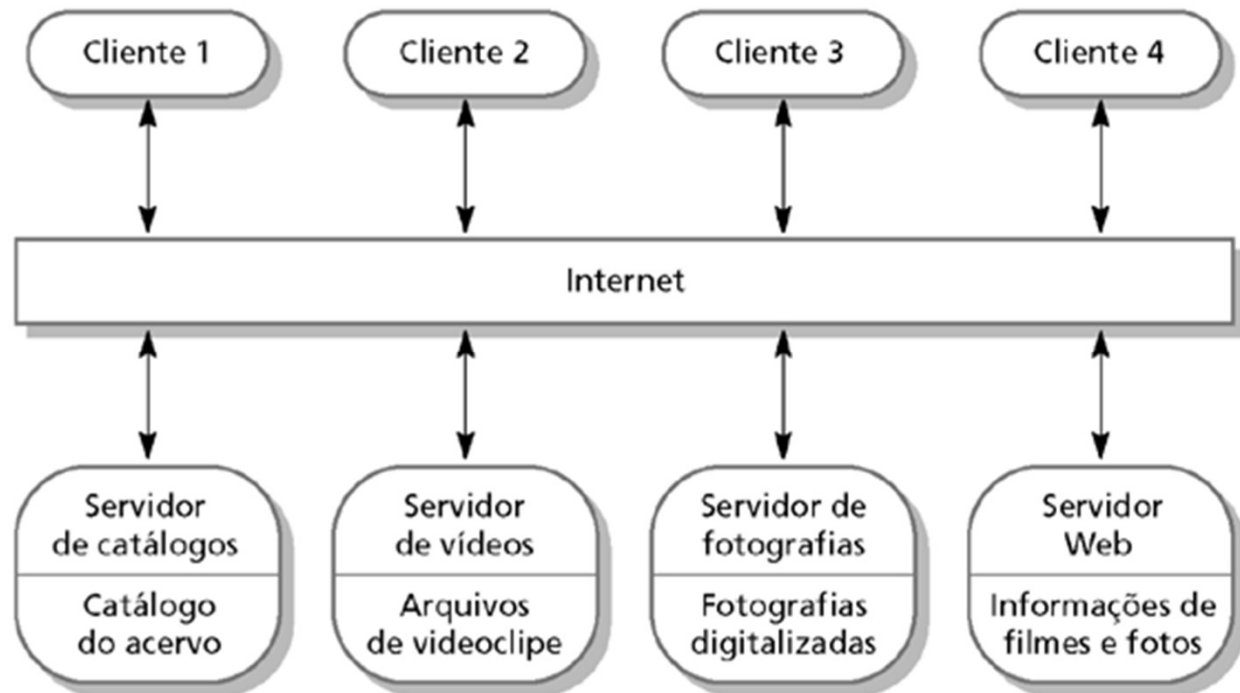 Cliente 1
Cliente 2
Cliente 3
Cliente 4
Internet
Servidor
de catálogos
Catálogo
do acervo
Servidor
de vídeos
Arquivos
de videoclipe
Servidor de
fotografias
Fotografias
digitalizadas
Servidor
Web
Informações de
filmes e fotos